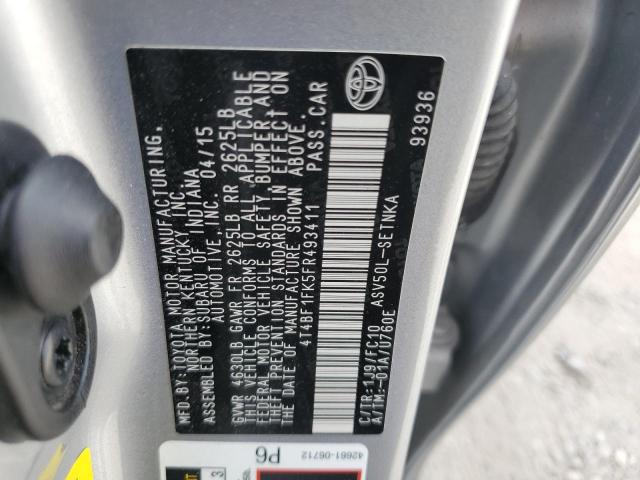 MFD. BY:TOYOTA MOTOR MANUFACTURING,
NORTHERN KENTUCKY, INC.
ASSEMBLED BY:SUBARU OF INDIANA
AUTOMOTIVE, INC. 04/15
GVWR 4630LB GAWR FR 2625LB RR 2625LB
THIS VEHICLE CONFORMS TO ALL APPLICABLE
FEDERAL MOTOR VEHICLE SAFETY, BUMPER AND
THEFT PREVENTION STANDARDS IN EFFECT ON
THE DATE OF MANUFACTURE SHOWN ABOVE.
4T4BF1FK5FR493411 PASS. CAR
C/TR:1J9/FC10 ASV50L-SETNKA
A/TM:-01A/U760E 93936
P6
42661-06712
3